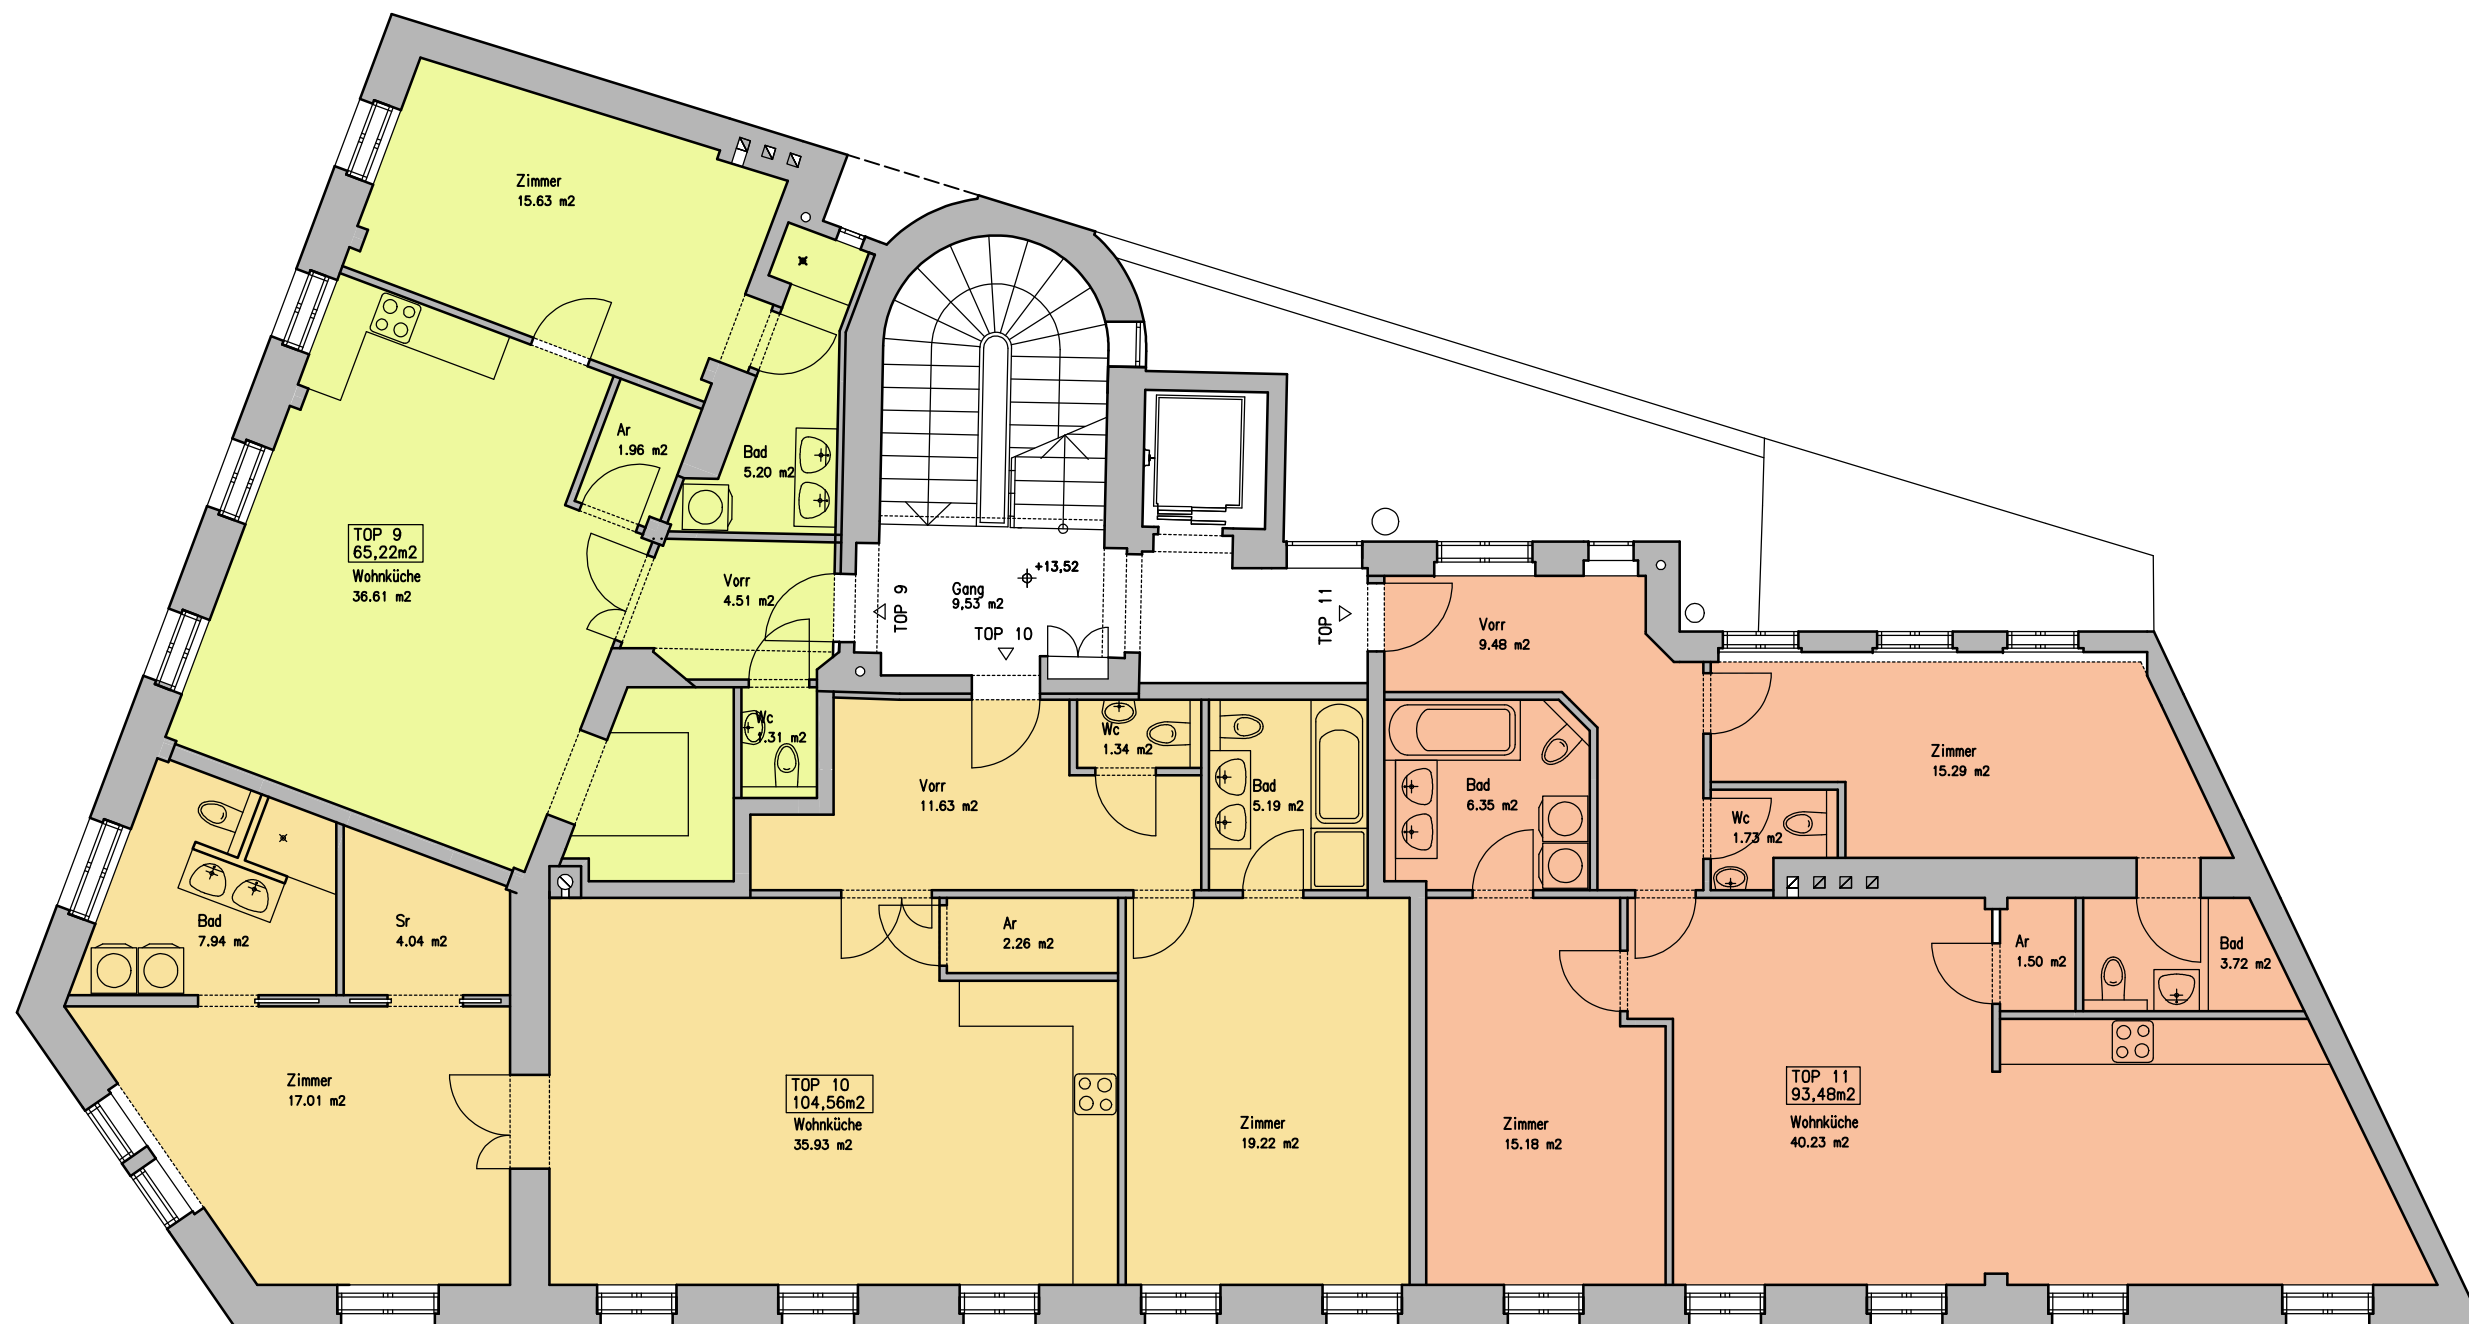 Zimmer
15.63 m2
Ar
1.96 m2
Bad
5.20 m2
TOP 9
65,22m2
Wohnküche
36.61 m2
Vorr
4.51 m2
Wc
1.31 m2
TOP 9
Gang
9,53 m2
+13,52
TOP 10
TOP 11
Vorr
9.48 m2
Zimmer
15.29 m2
Vorr
11.63 m2
Wc
1.34 m2
Bad
5.19 m2
Bad
6.35 m2
Wc
1.73 m2
Bad
7.94 m2
Sr
4.04 m2
Ar
2.26 m2
Ar
1.50 m2
Bad
3.72 m2
Zimmer
17.01 m2
TOP 10
104,56m2
Wohnküche
35.93 m2
Zimmer
19.22 m2
Zimmer
15.18 m2
TOP 11
93,48m2
Wohnküche
40.23 m2